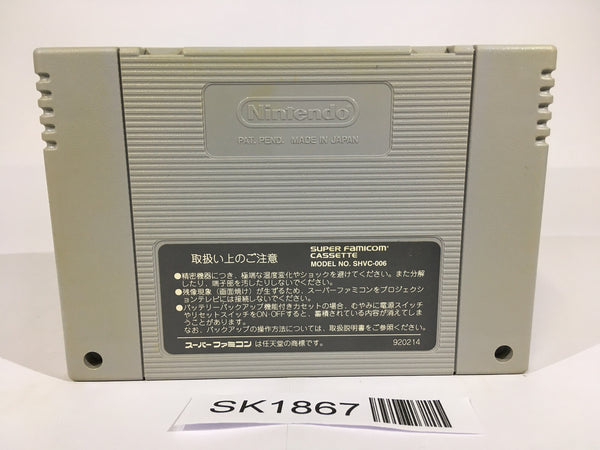 Nintendo
PAT. PEND. MADE IN JAPAN
取扱い上のご注意
SUPER FAMICOM
CASSETTE
MODEL NO. SHVC-006
●精密機器につき、極端な温度変化やショックを避けてください。また分解
したり、端子部を汚したりしないでください。
●残像現象（画面焼け）が生ずるため、スーパーファミコンをプロジェクシ
ョンテレビには接続しないでください。
●バッテリーバックアップ機能付きカセットの場合、むやみに電源スイッチ
やリセットスイッチをON・OFFすると、蓄積されている内容が消えてしま
うことがあります。
なお、バックアップの操作方法については、取扱説明書をご参照ください。
スーパーファミコン は任天堂の商標です。
920214
SK1867